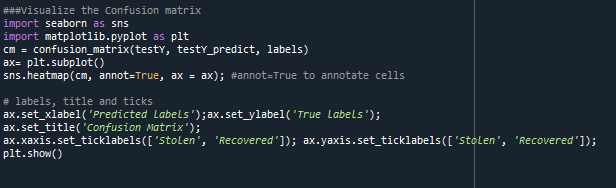 ###Visualize the Confusion matrix
import seaborn as sns
import matplotlib.pyplot as plt
cm = confusion_matrix(testY, testY_predict, labels)
ax= plt.subplot()
sns.heatmap(cm, annot=True, ax = ax); #annot=True to annotate cells

# labels, title and ticks
ax.set_xlabel('Predicted labels');ax.set_ylabel('True labels');
ax.set_title('Confusion Matrix');
ax.xaxis.set_ticklabels(['Stolen', 'Recovered']); ax.yaxis.set_ticklabels(['Stolen', 'Recovered']);
plt.show()